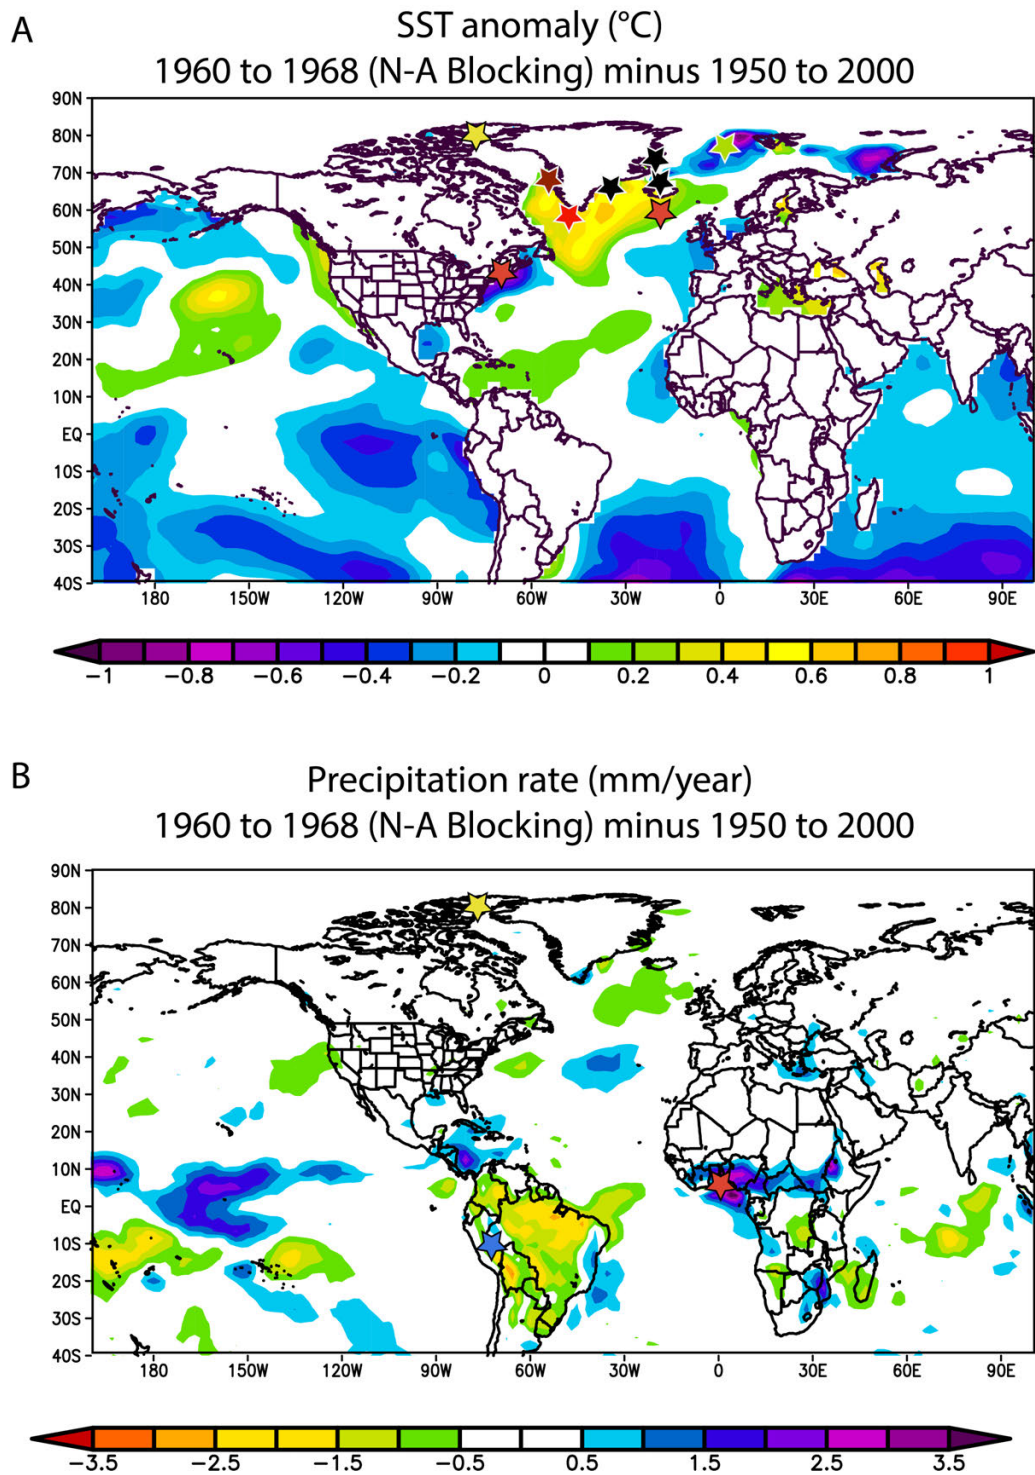 A
SST anomaly (°C)
1960 to 1968 (N-A Blocking) minus 1950 to 2000
90N
80N
70N
60N
50N
40N
30N
20N
10N
EQ
10S
20S
30S
40S
180 150W 120W 90W 60W 30W 0 30E 60E 90E
−1 −0.8 −0.6 −0.4 −0.2 0 0.2 0.4 0.6 0.8 1
B
Precipitation rate (mm/year)
1960 to 1968 (N-A Blocking) minus 1950 to 2000
90N
80N
70N
60N
50N
40N
30N
20N
10N
EQ
10S
20S
30S
40S
180 150W 120W 90W 60W 30W 0 30E 60E 90E
−3.5 −2.5 −1.5 −0.5 0.5 1.5 2.5 3.5